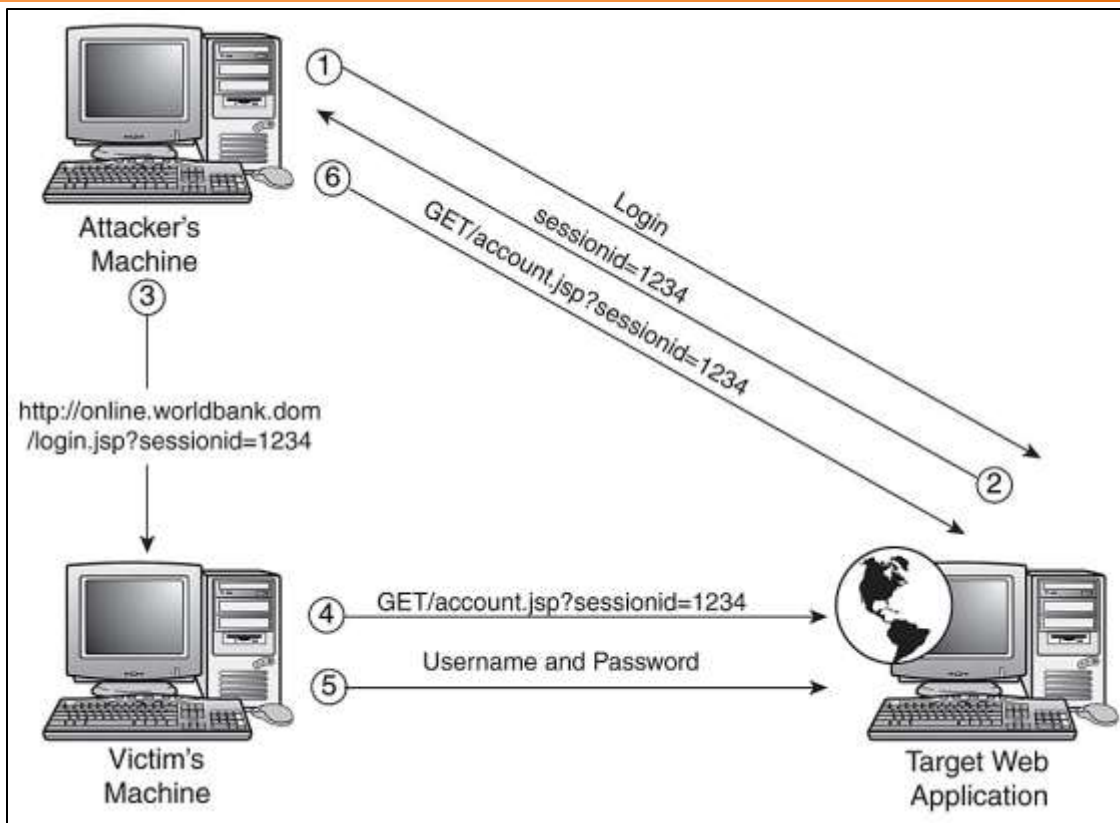 1
Login
sessionid=1234
6
GET/account.jsp?sessionid=1234
Attacker's
Machine
3
http://online.worldbank.dom
/login.jsp?sessionid=1234
2
4
GET/account.jsp?sessionid=1234
5
Username and Password
Victim's
Machine
Target Web
Application